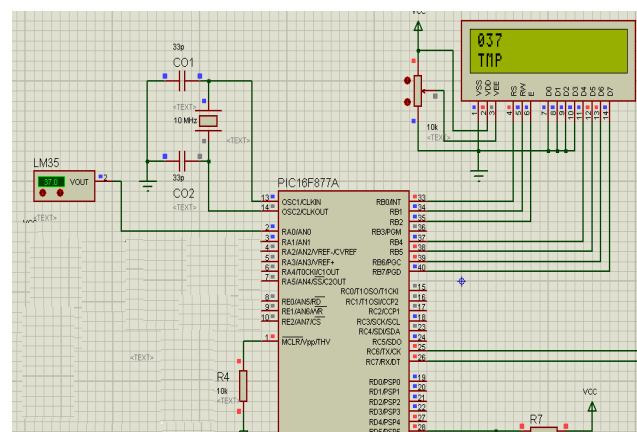 VCC
037
TMP
33p
CO1
<TEXT>
10 MHz
<TEXT>
33p
CO2
<TEXT>
10k
<TEXT>
VSS
VDD
VEE
RS
RW
E
D0
D1
D2
D3
D4
D5
D6
D7
1
2
3
4
5
6
7
8
9
10
11
12
13
14
LM35
37.0
VOUT
2
<TEXT>
PIC16F877A
13 OSC1/CLKIN
14 OSC2/CLKOUT
2 RA0/AN0
3 RA1/AN1
4 RA2/AN2/VREF-/CVREF
5 RA3/AN3/VREF+
6 RA4/T0CKI/C1OUT
7 RA5/AN4/SS/C2OUT
8 RE0/AN5/RD
9 RE1/AN6/WR
10 RE2/AN7/CS
1 MCLR/Vpp/THV
RB0/INT 33
RB1 34
RB2 35
RB3/PGM 36
RB4 37
RB5 38
RB6/PGC 39
RB7/PGD 40
RC0/T1OSO/T1CKI 15
RC1/T1OSI/CCP2 16
RC2/CCP1 17
RC3/SCK/SCL 18
RC4/SDI/SDA 23
RC5/SDO 24
RC6/TX/CK 25
RC7/RX/DT 26
RD0/PSP0 19
RD1/PSP1 20
RD2/PSP2 21
RD3/PSP3 22
RD4/PSP4 27
RD5/PSP5 28
<TEXT>
R4
10k
<TEXT>
VCC
R7